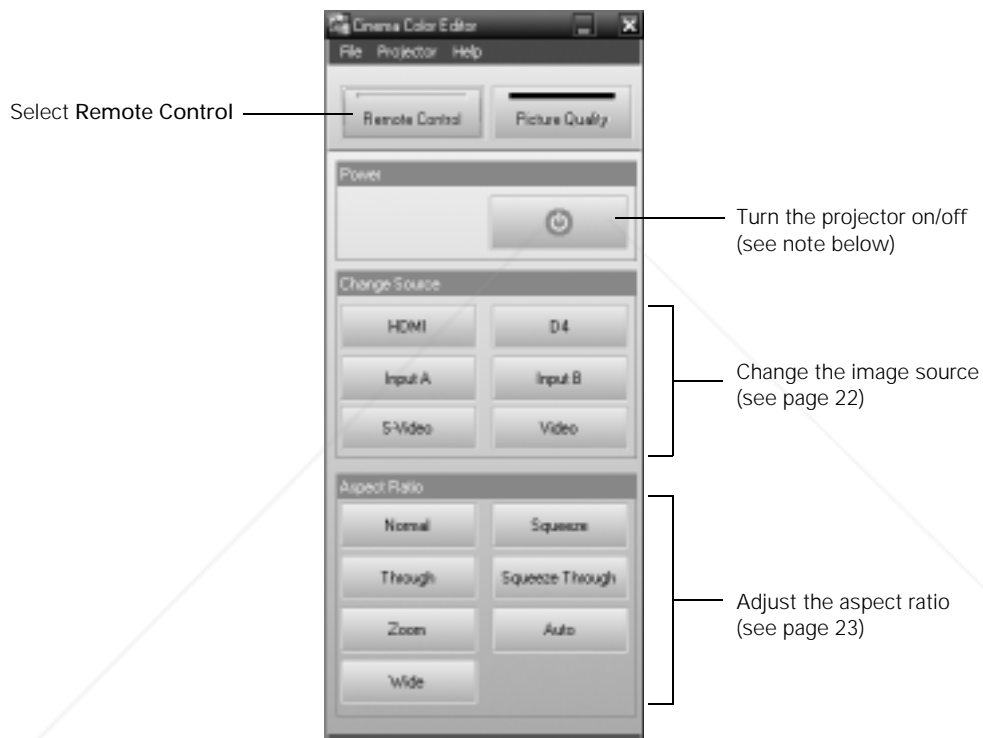 Cinema Color Editor
File Projector Help
Select Remote Control
Remote Control Picture Quality
Power
Turn the projector on/off
(see note below)
Change Source
HDMI D4
Input A Input B
S-Video Video
Change the image source
(see page 22)
Aspect Ratio
Normal Squeeze
Through Squeeze Through
Zoom Auto
Wide
Adjust the aspect ratio
(see page 23)